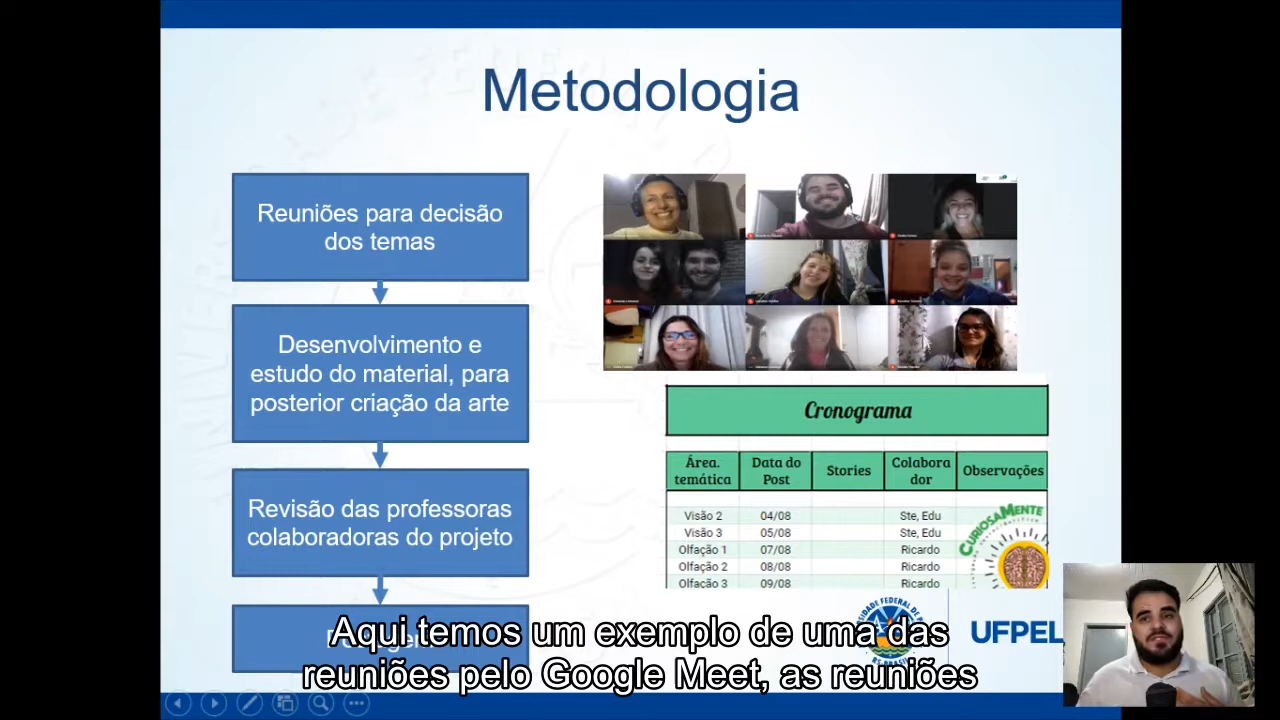 Metodologia
Reuniões para decisão
dos temas
Desenvolvimento e
estudo do material, para
posterior criação da arte
Revisão das professoras
colaboradoras do projeto
Cronograma
Área. temática Data do Post Stories Colabora dor Observações
Visão 2 04/08 Ste, Edu
Visão 3 05/08 Ste, Edu
Olfação 1 07/08 Ricardo
Olfação 2 08/08 Ricardo
Olfação 3 09/08 Ricardo
CURIOSAMENTE
UFPEL
Aqui temos um exemplo de uma das
reuniões pelo Google Meet, as reuniões